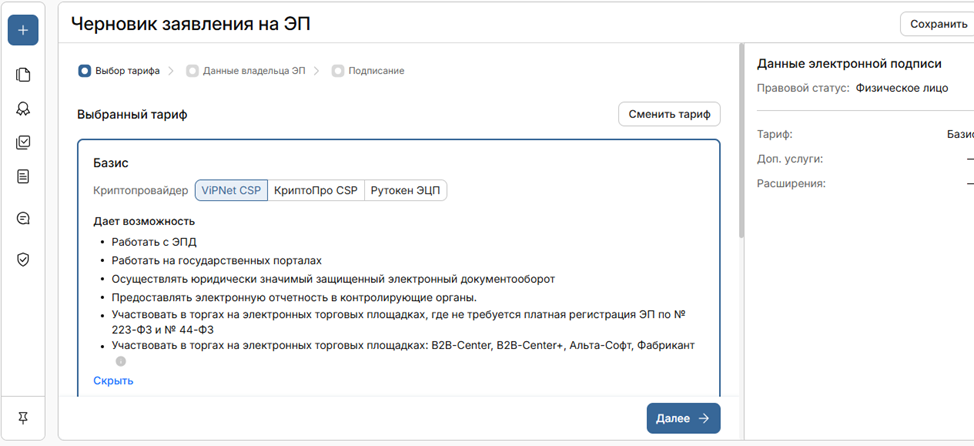 Черновик заявления на ЭП
Сохранить
Выбор тарифа
Данные владельца ЭП
Подписание
Выбранный тариф
Сменить тариф
Базис
Криптопровайдер
ViPNet CSP
КриптоПро CSP
Рутокен ЭЦП
Дает возможность
• Работать с ЭПД
• Работать на государственных порталах
• Осуществлять юридически значимый защищенный электронный документооборот
• Предоставлять электронную отчетность в контролирующие органы.
• Участвовать в торгах на электронных торговых площадках, где не требуется платная регистрация ЭП по №
223-ФЗ и № 44-ФЗ
• Участвовать в торгах на электронных торговых площадках: B2B-Center, B2B-Center+, Альта-Софт, Фабрикант
Скрыть
Далее →
Данные электронной подписи
Правовой статус: Физическое лицо
Тариф: Базис
Доп. услуги: —
Расширения: —